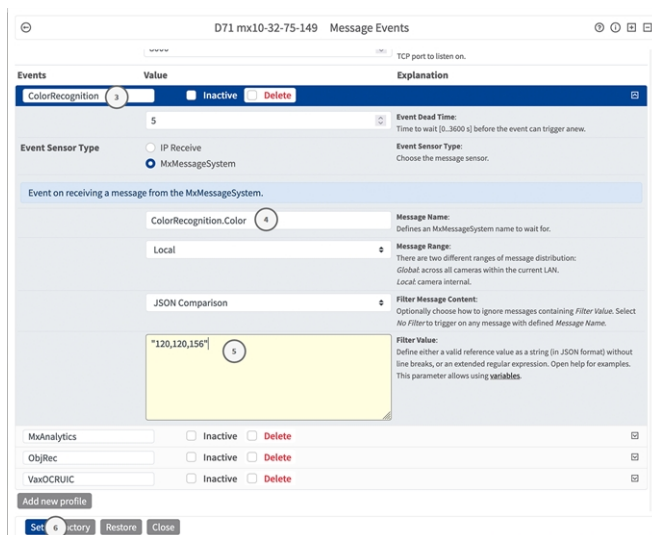 D71 mx10-32-75-149 Message Events
TCP port to listen on.
Events Value Explanation
ColorRecognition 3 Inactive Delete
5 Event Dead Time:
Time to wait [0..3600 s] before the event can trigger anew.
Event Sensor Type IP Receive Event Sensor Type:
MxMessageSystem Choose the message sensor.
Event on receiving a message from the MxMessageSystem.
ColorRecognition.Color 4 Message Name:
Defines an MxMessageSystem name to wait for.
Local Message Range:
There are two different ranges of message distribution:
Global: across all cameras within the current LAN.
Local: camera internal.
JSON Comparison Filter Message Content:
Optionally choose how to ignore messages containing Filter Value. Select
No Filter to trigger on any message with defined Message Name.
"120,120,156" 5 Filter Value:
Define either a valid reference value as a string (in JSON format) without
line breaks, or an extended regular expression. Open help for examples.
This parameter allows using variables.
MxAnalytics Inactive Delete
ObjRec Inactive Delete
VaxOCRUIC Inactive Delete
Add new profile
Set 6 ctory Restore Close